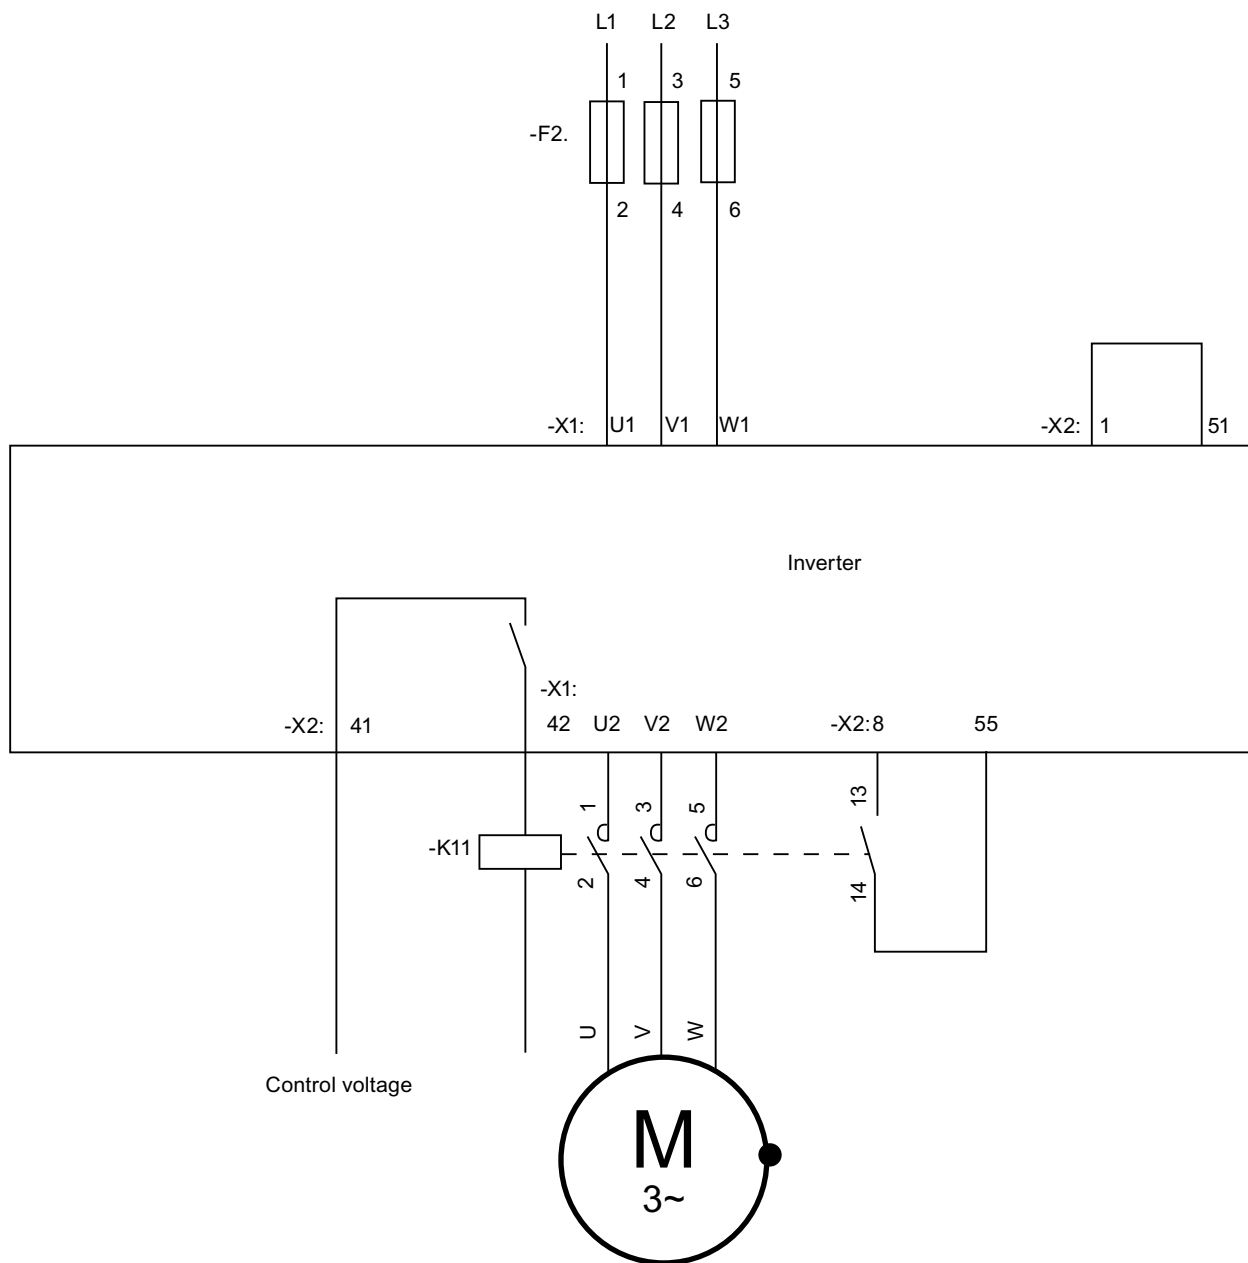 L1 L2 L3
1 3 5
-F2.
2 4 6
-X1: U1 V1 W1 -X2: 1 51
Inverter
-X1:
-X2: 41 42 U2 V2 W2 -X2:8 55
1 3 5 13
-K11
2 4 6 14
U V W
Control voltage
M
3~